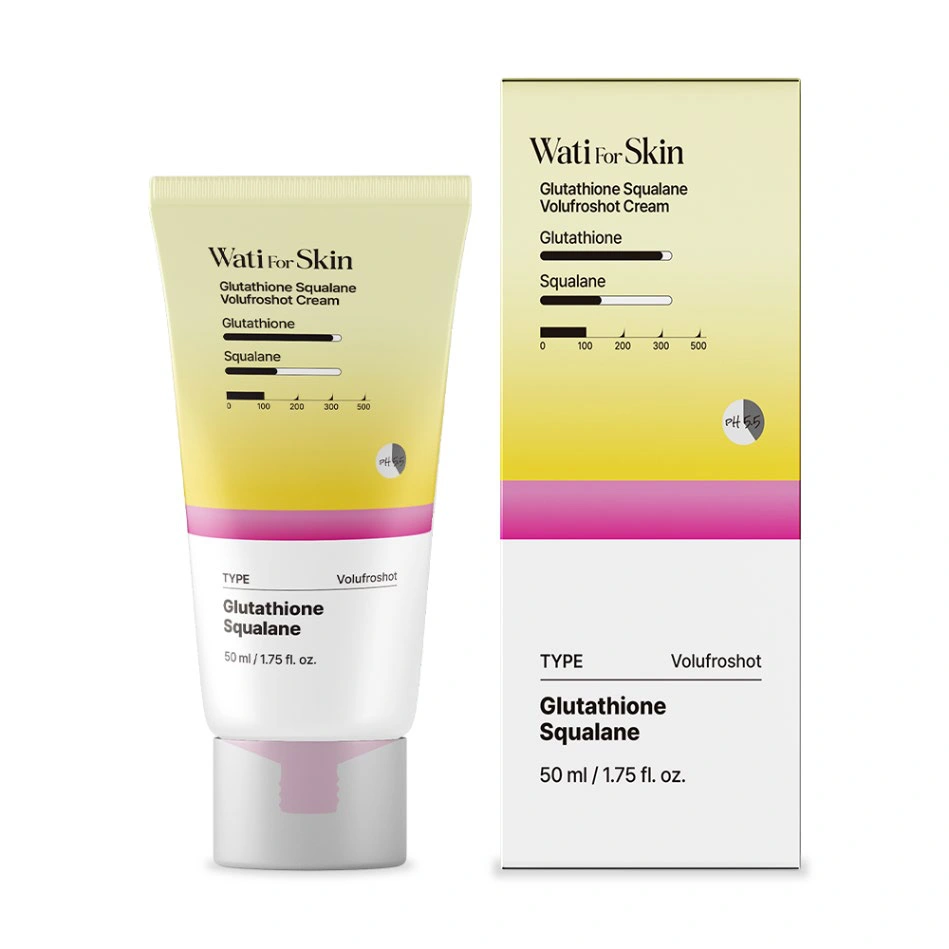 Wati For Skin
Glutathione Squalane
Volufroshot Cream
Glutathione
Squalane
0 100 200 300 500
PH 5.5
TYPE Volufroshot
Glutathione
Squalane
50 ml / 1.75 fl. oz.
Wati For Skin
Glutathione Squalane
Volufroshot Cream
Glutathione
Squalane
0 100 200 300 500
PH 5.5
TYPE Volufroshot
Glutathione
Squalane
50 ml / 1.75 fl. oz.